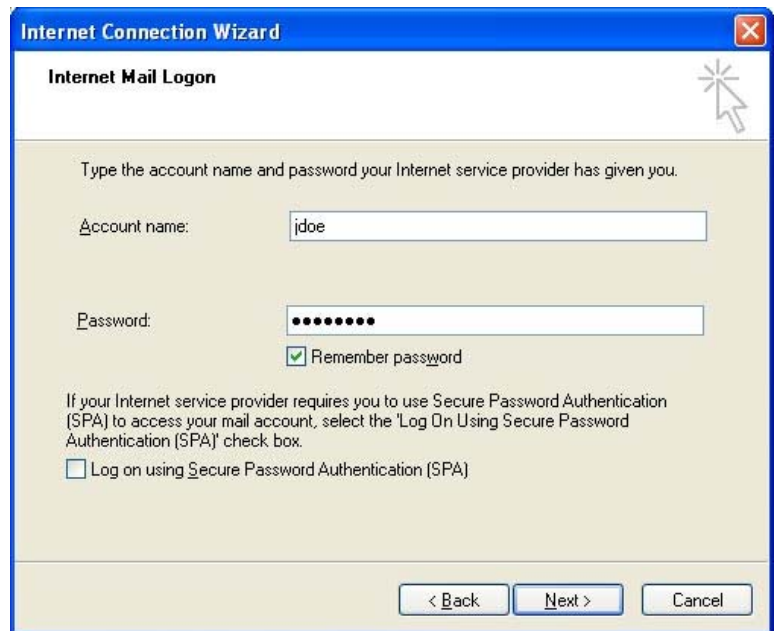 Internet Connection Wizard
Internet Mail Logon
Type the account name and password your Internet service provider has given you.
Account name:
jdoe
Password:
●●●●●●●●
Remember password
If your Internet service provider requires you to use Secure Password Authentication
(SPA) to access your mail account, select the 'Log On Using Secure Password
Authentication (SPA)' check box.
Log on using Secure Password Authentication (SPA)
< Back
Next >
Cancel